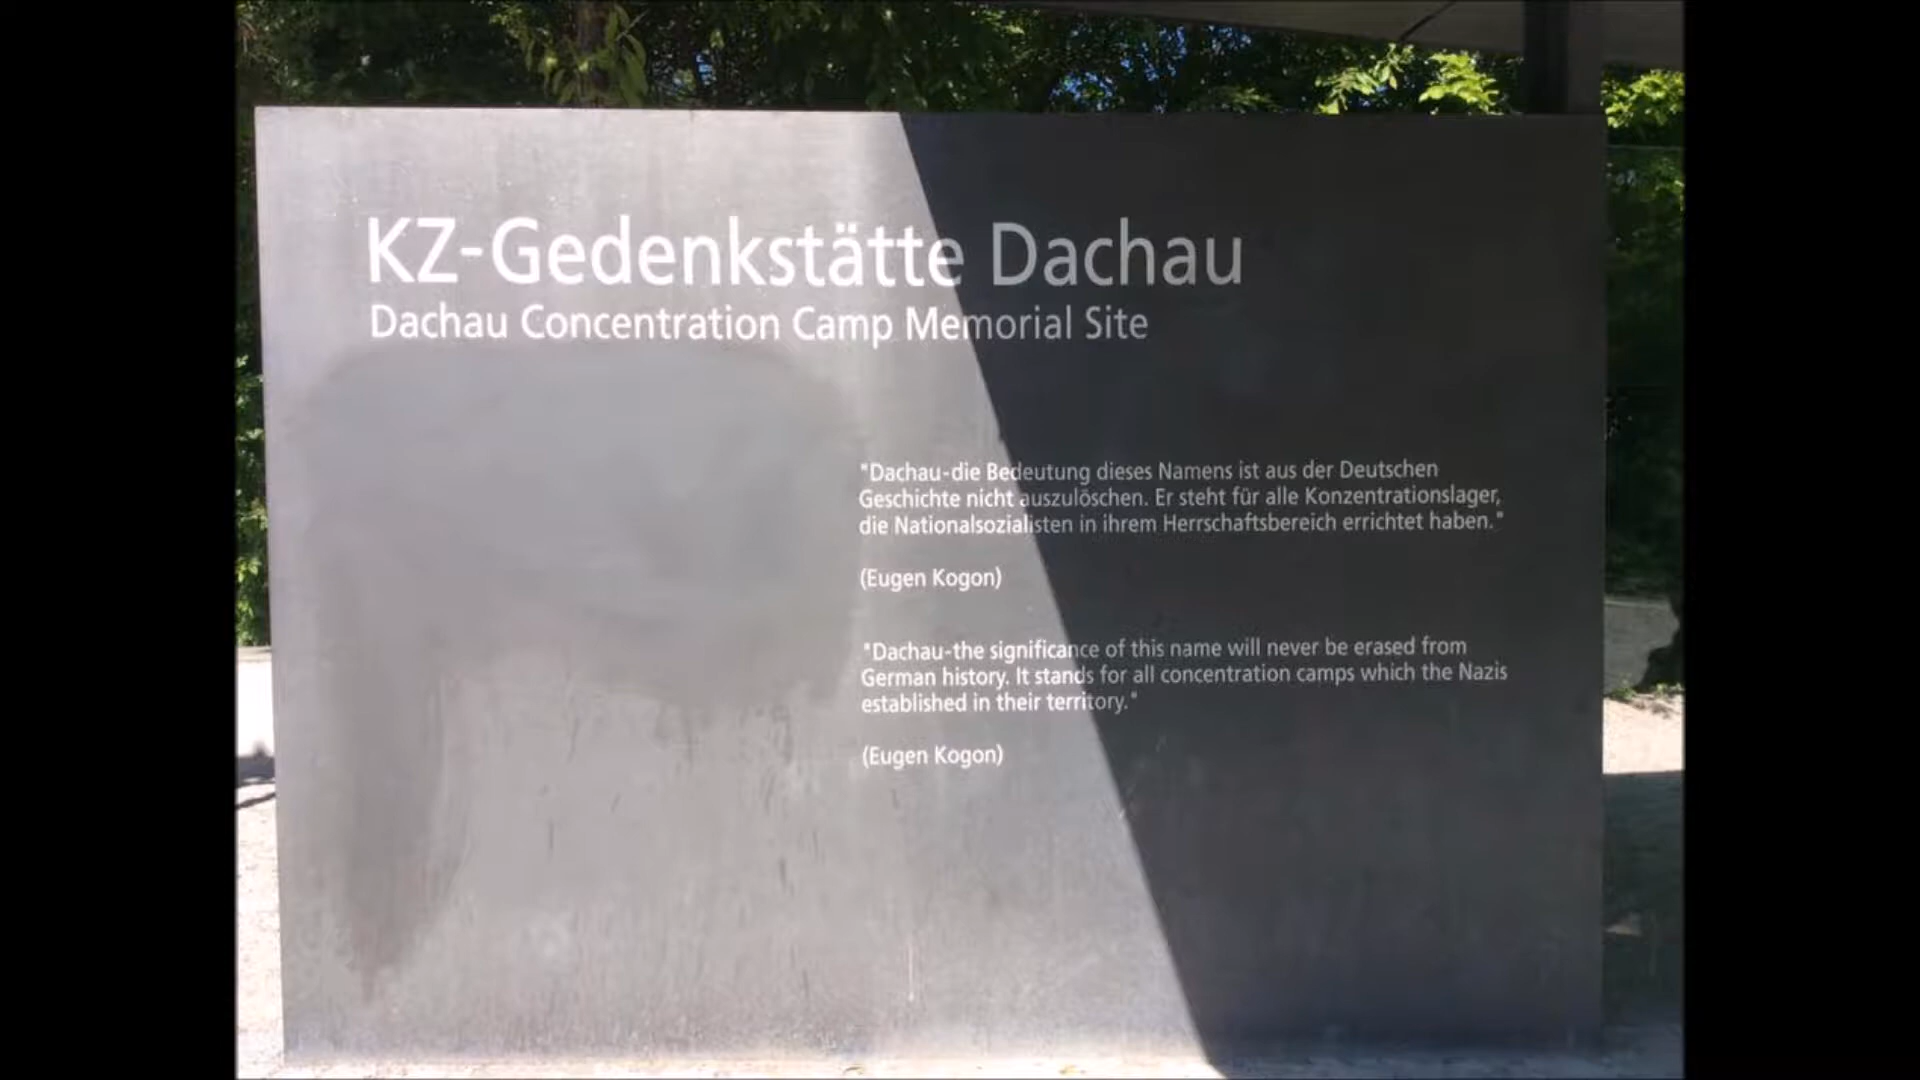 KZ-Gedenkstätte Dachau
Dachau Concentration Camp Memorial Site
"Dachau-die Bedeutung dieses Namens ist aus der Deutschen
Geschichte nicht auszulöschen. Er steht für alle Konzentrationslager,
die Nationalsozialisten in ihrem Herrschaftsbereich errichtet haben."
(Eugen Kogon)
"Dachau-the significance of this name will never be erased from
German history. It stands for all concentration camps which the Nazis
established in their territory."
(Eugen Kogon)